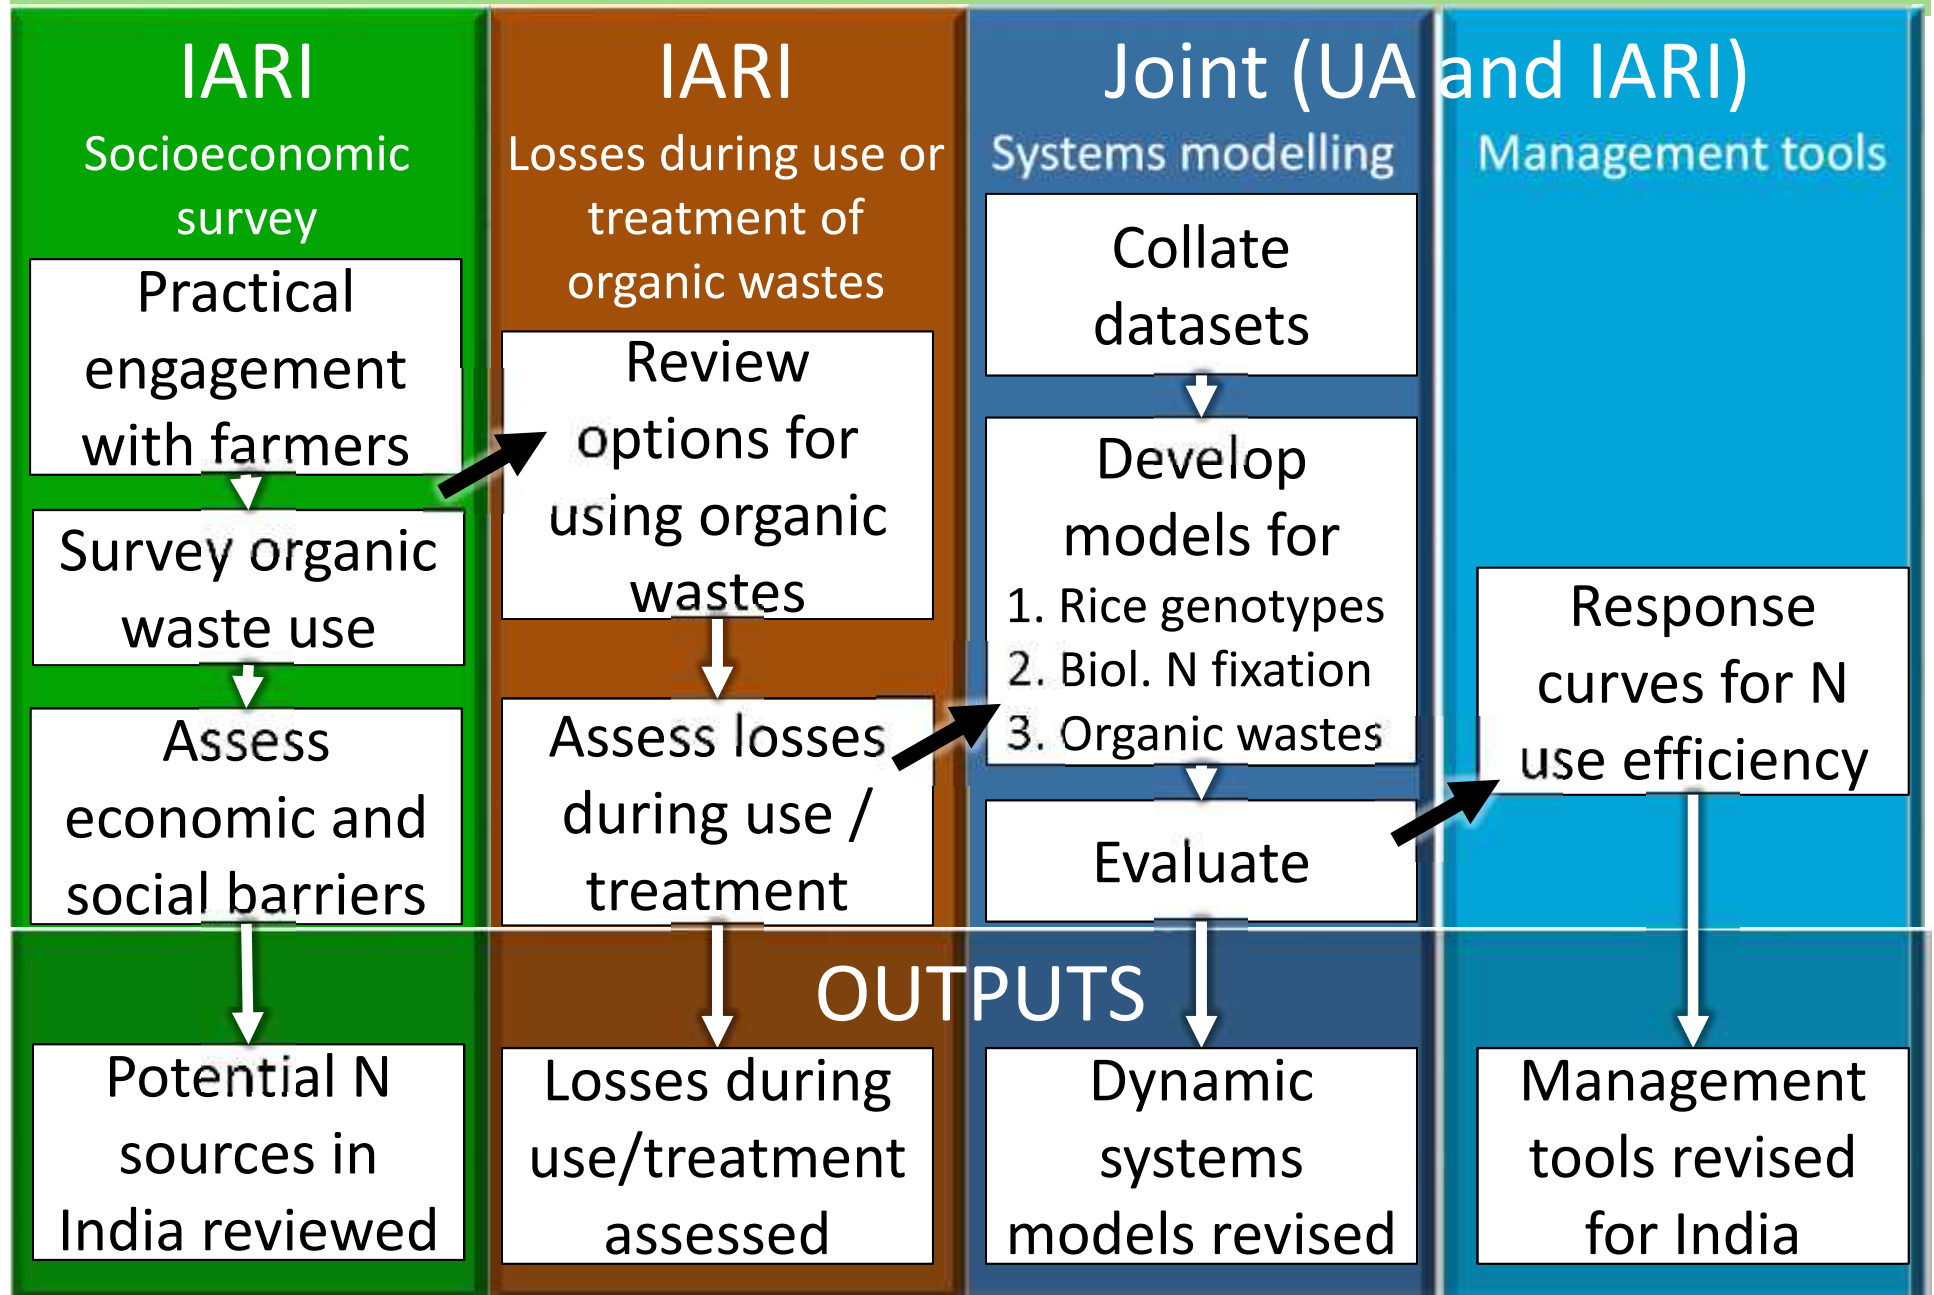 IARI
Socioeconomic
survey
Practical
engagement
with farmers
Survey organic
waste use
Assess
economic and
social barriers
IARI
Losses during use or
treatment of
organic wastes
Review
options for
using organic
wastes
Assess losses
during use /
treatment
Joint (UA and IARI)
Systems modelling
Collate
datasets
Develop
models for
1. Rice genotypes
2. Biol. N fixation
3. Organic wastes
Evaluate
Management tools
Response
curves for N
use efficiency
OUTPUTS
Potential N
sources in
India reviewed
Losses during
use/treatment
assessed
Dynamic
systems
models revised
Management
tools revised
for India